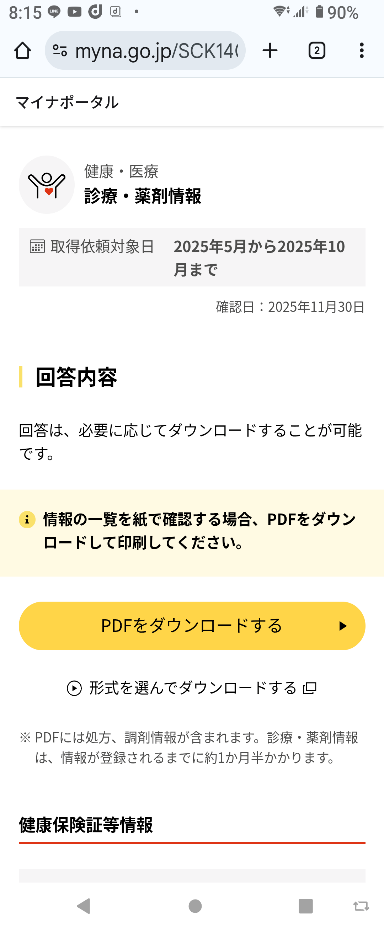 8:15
90%
myna.go.jp/SCK14
2
マイナポータル
健康・医療
診療・薬剤情報
取得依頼対象日 2025年5月から2025年10
月まで
確認日：2025年11月30日
回答内容
回答は、必要に応じてダウンロードすることが可能
です。
情報の一覧を紙で確認する場合、PDFをダウン
ロードして印刷してください。
PDFをダウンロードする
形式を選んでダウンロードする
※ PDFには処方、調剤情報が含まれます。診療・薬剤情報
は、情報が登録されるまでに約1か月半かかります。
健康保険証等情報